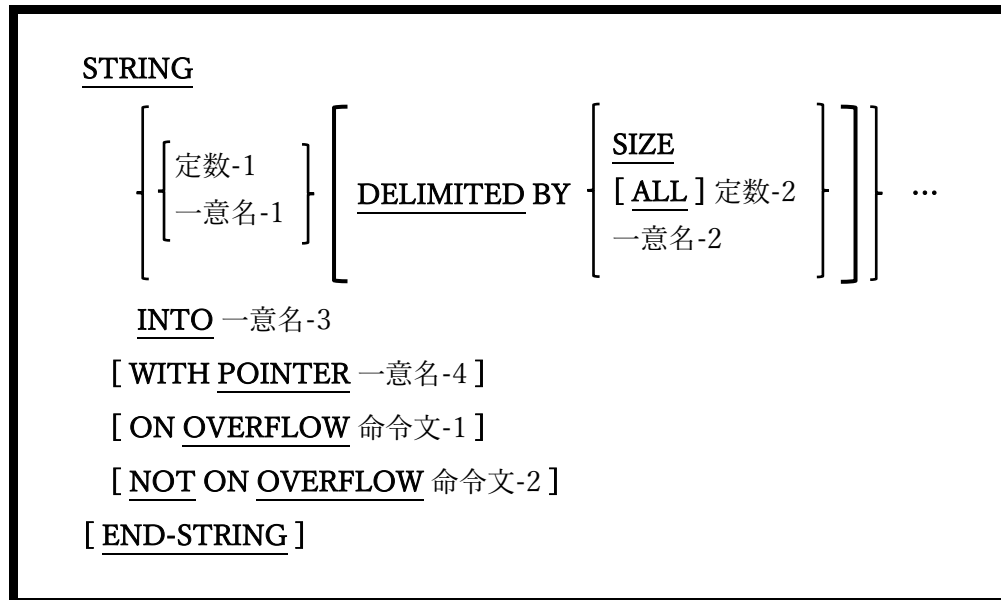 STRING
定数-1
一意名-1
DELIMITED BY
SIZE
[ ALL ] 定数-2
一意名-2
…
INTO 一意名-3
[ WITH POINTER 一意名-4 ]
[ ON OVERFLOW 命令文-1 ]
[ NOT ON OVERFLOW 命令文-2 ]
[ END-STRING ]